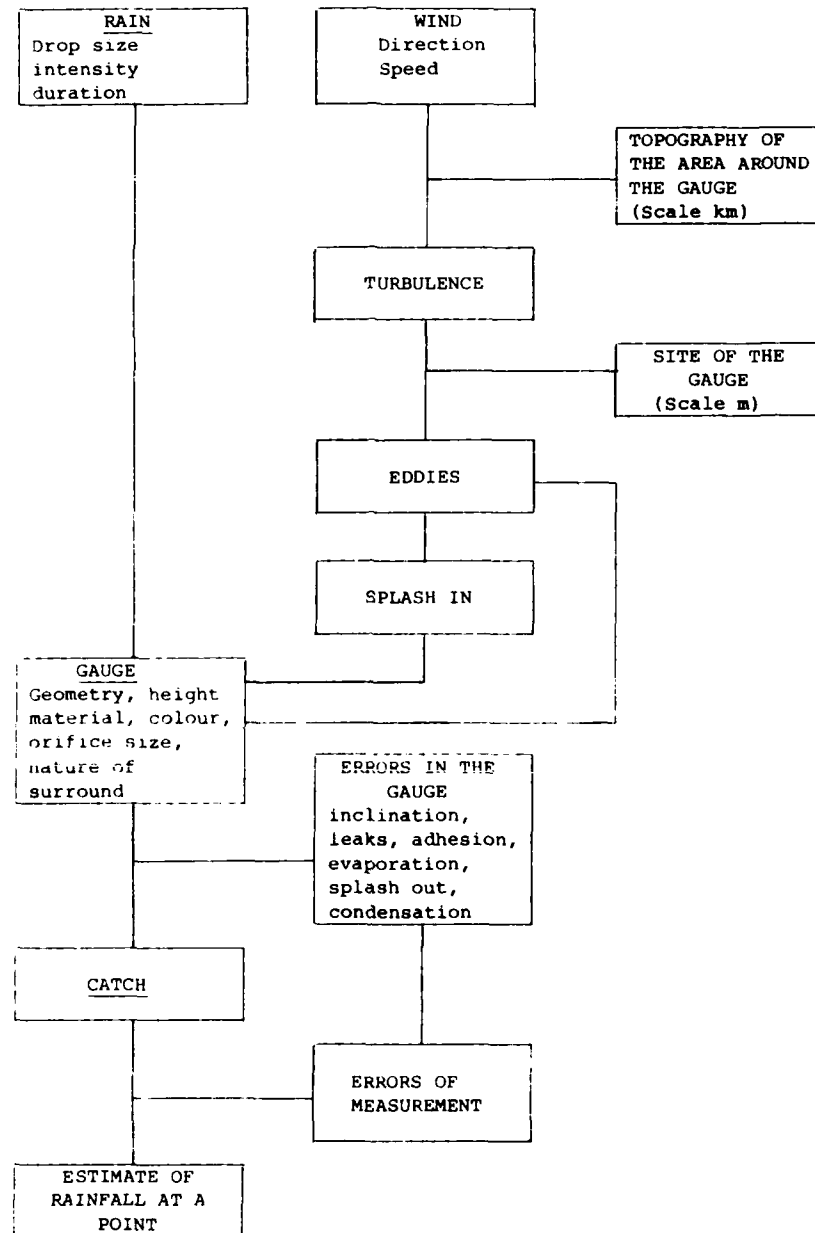 RAIN
Drop size
intensity
duration
WIND
Direction
Speed
TOPOGRAPHY OF
THE AREA AROUND
THE GAUGE
(Scale km)
TURBULENCE
SITE OF THE
GAUGE
(Scale m)
EDDIES
SPLASH IN
GAUGE
Geometry, height
material, colour,
orifice size,
nature of
surround
ERRORS IN THE
GAUGE
inclination,
leaks, adhesion,
evaporation,
splash out,
condensation
CATCH
ERRORS OF
MEASUREMENT
ESTIMATE OF
RAINFALL AT A
POINT